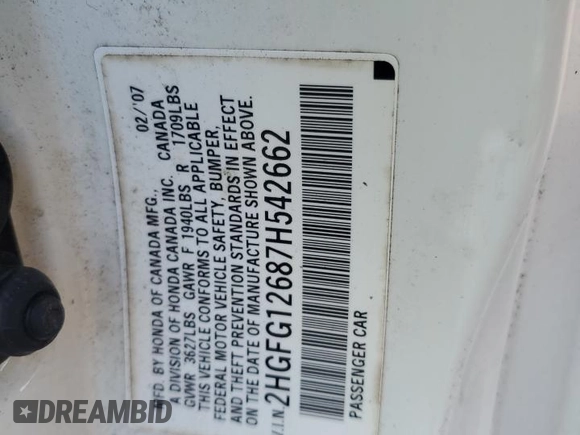 MFD. BY HONDA OF CANADA MFG., 02/'07
A DIVISION OF HONDA CANADA INC. CANADA
GVWR 3627LBS GAWR F 1940LBS R 1709LBS
THIS VEHICLE CONFORMS TO ALL APPLICABLE
FEDERAL MOTOR VEHICLE SAFETY, BUMPER,
AND THEFT PREVENTION STANDARDS IN EFFECT
ON THE DATE OF MANUFACTURE SHOWN ABOVE.
V.I.N. 2HGFG12687H542662
PASSENGER CAR
DREAMBID